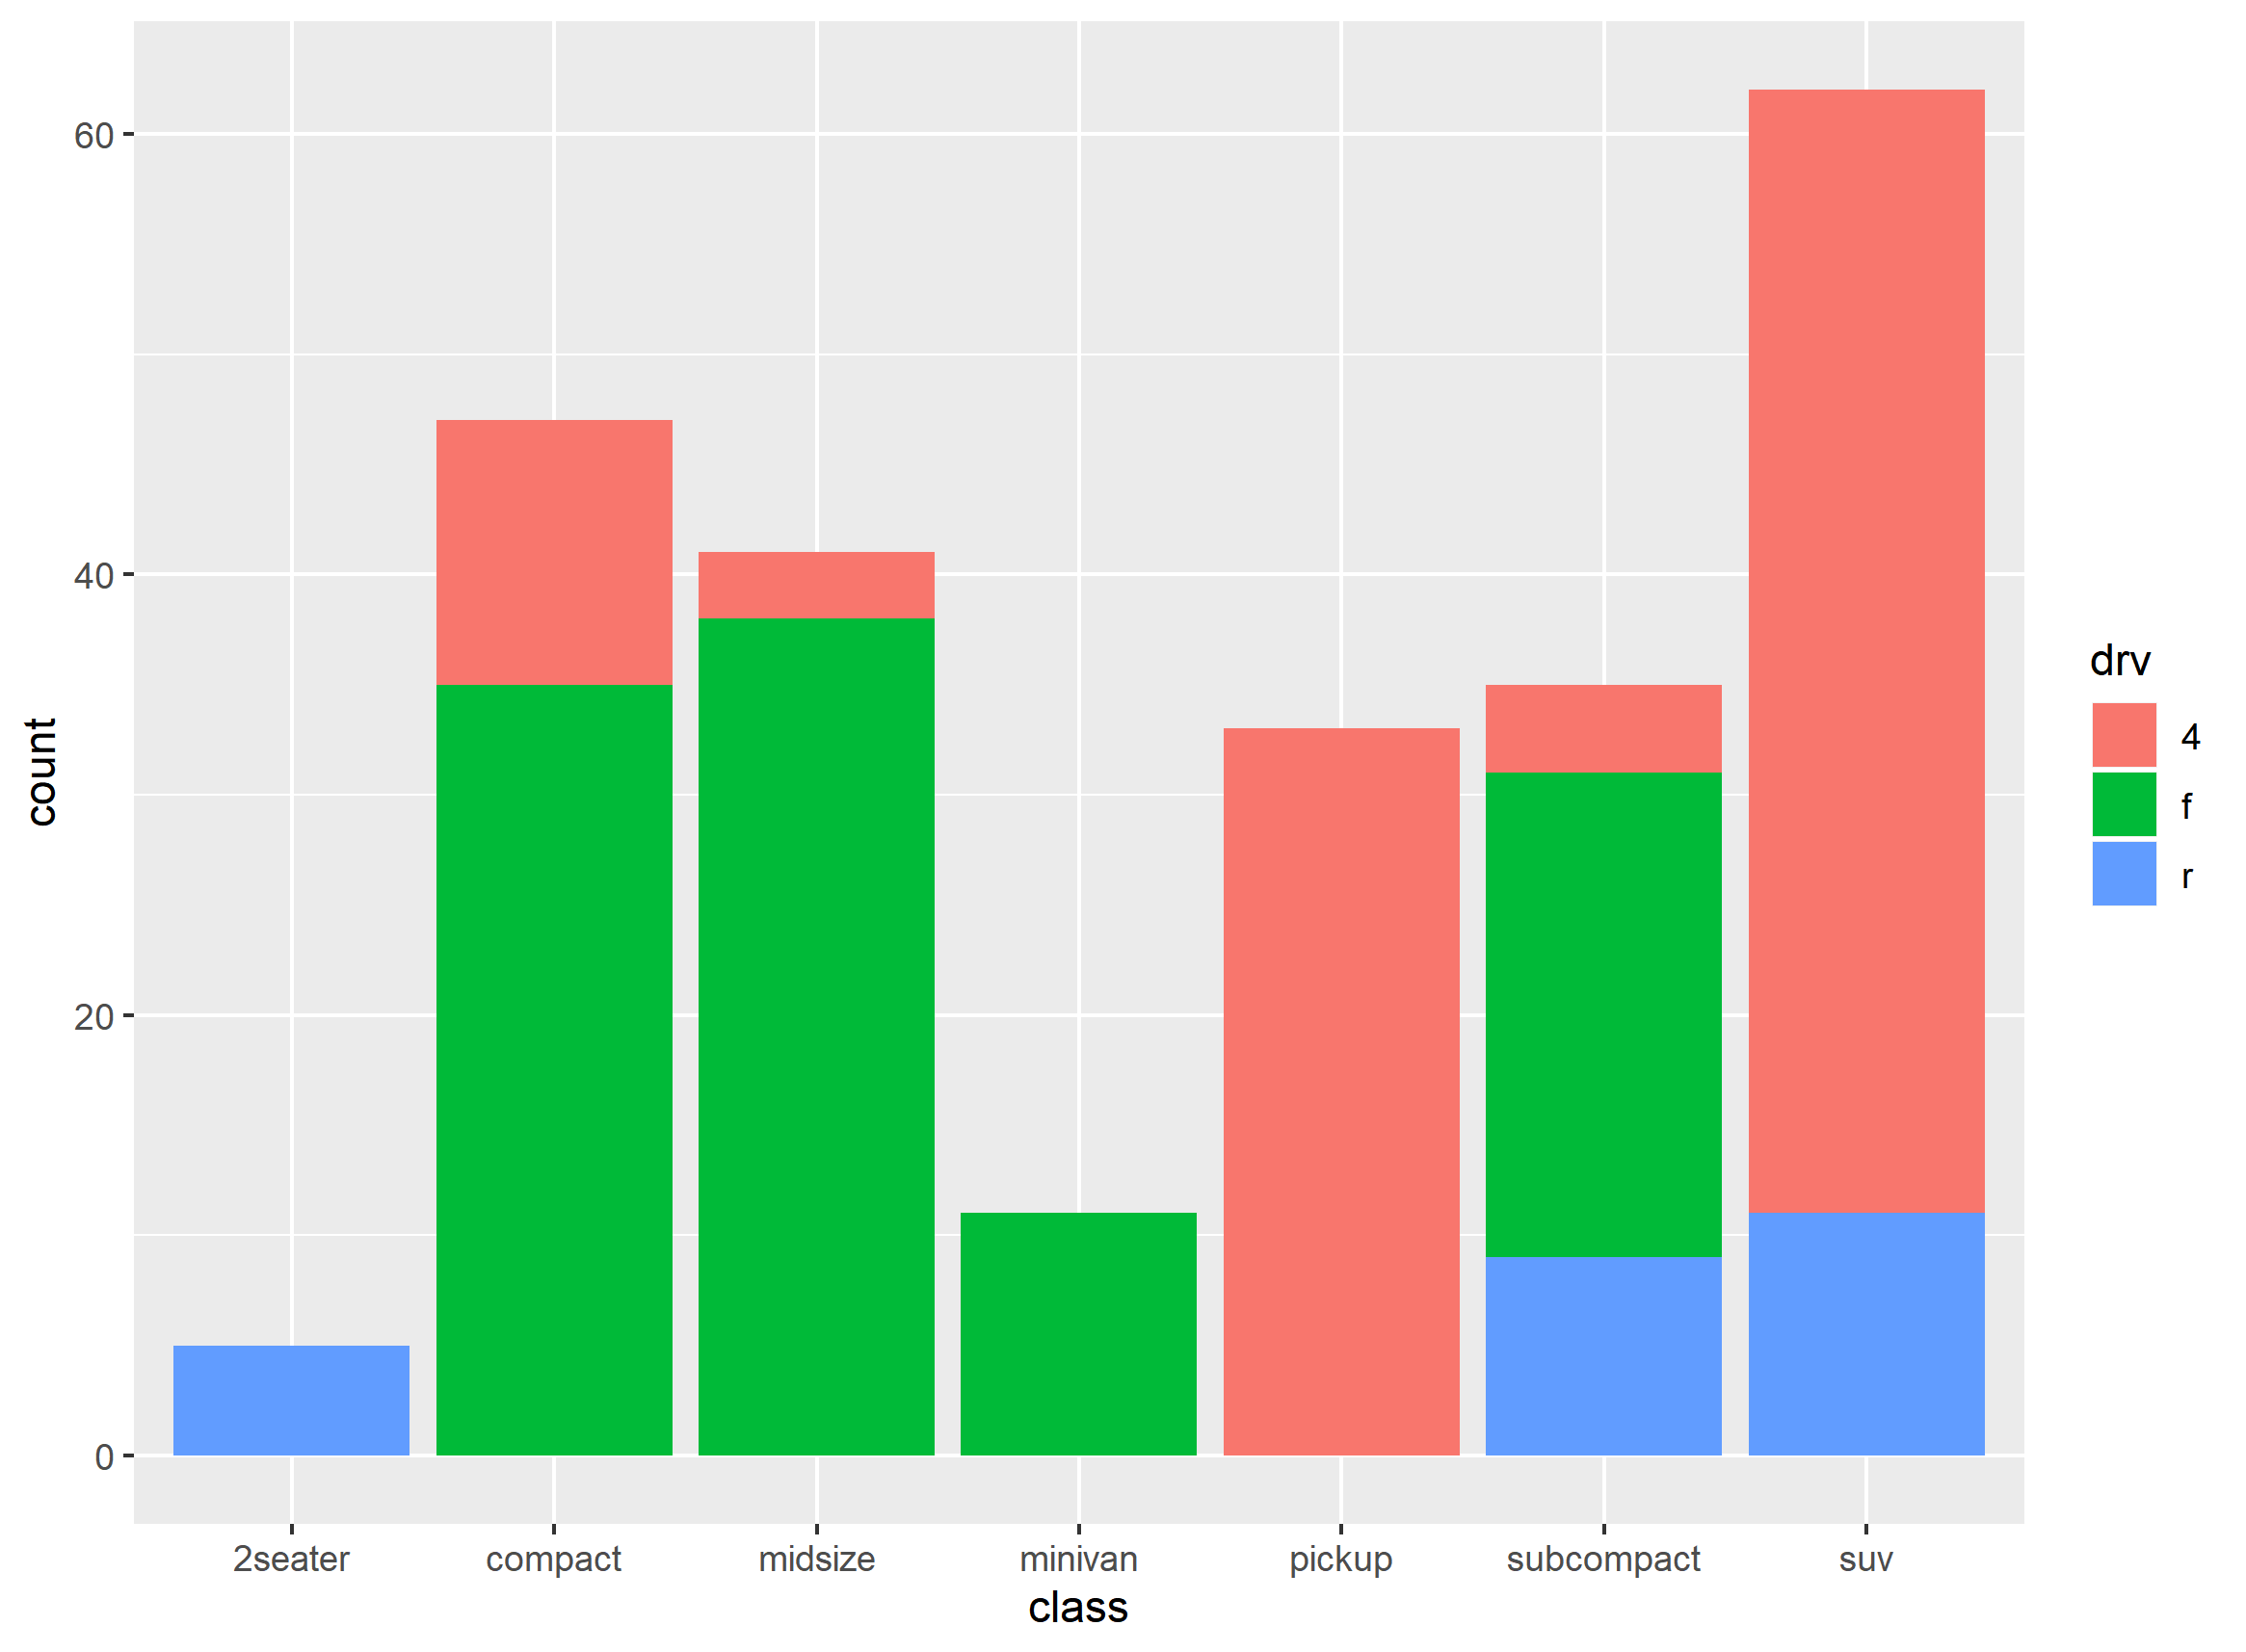 60
40
20
0
count
2seater compact midsize minivan pickup subcompact suv
class
drv
4
f
r